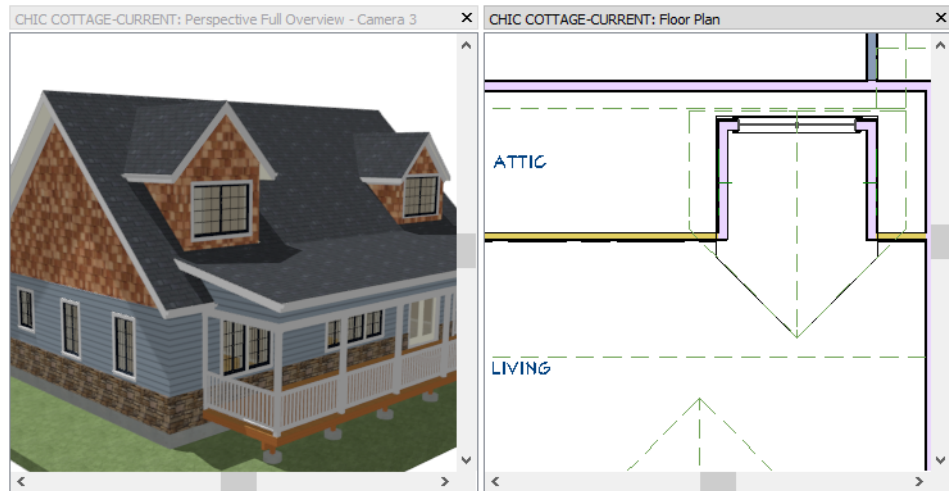 CHIC COTTAGE-CURRENT: Perspective Full Overview - Camera 3
CHIC COTTAGE-CURRENT: Floor Plan
ATTIC
LIVING